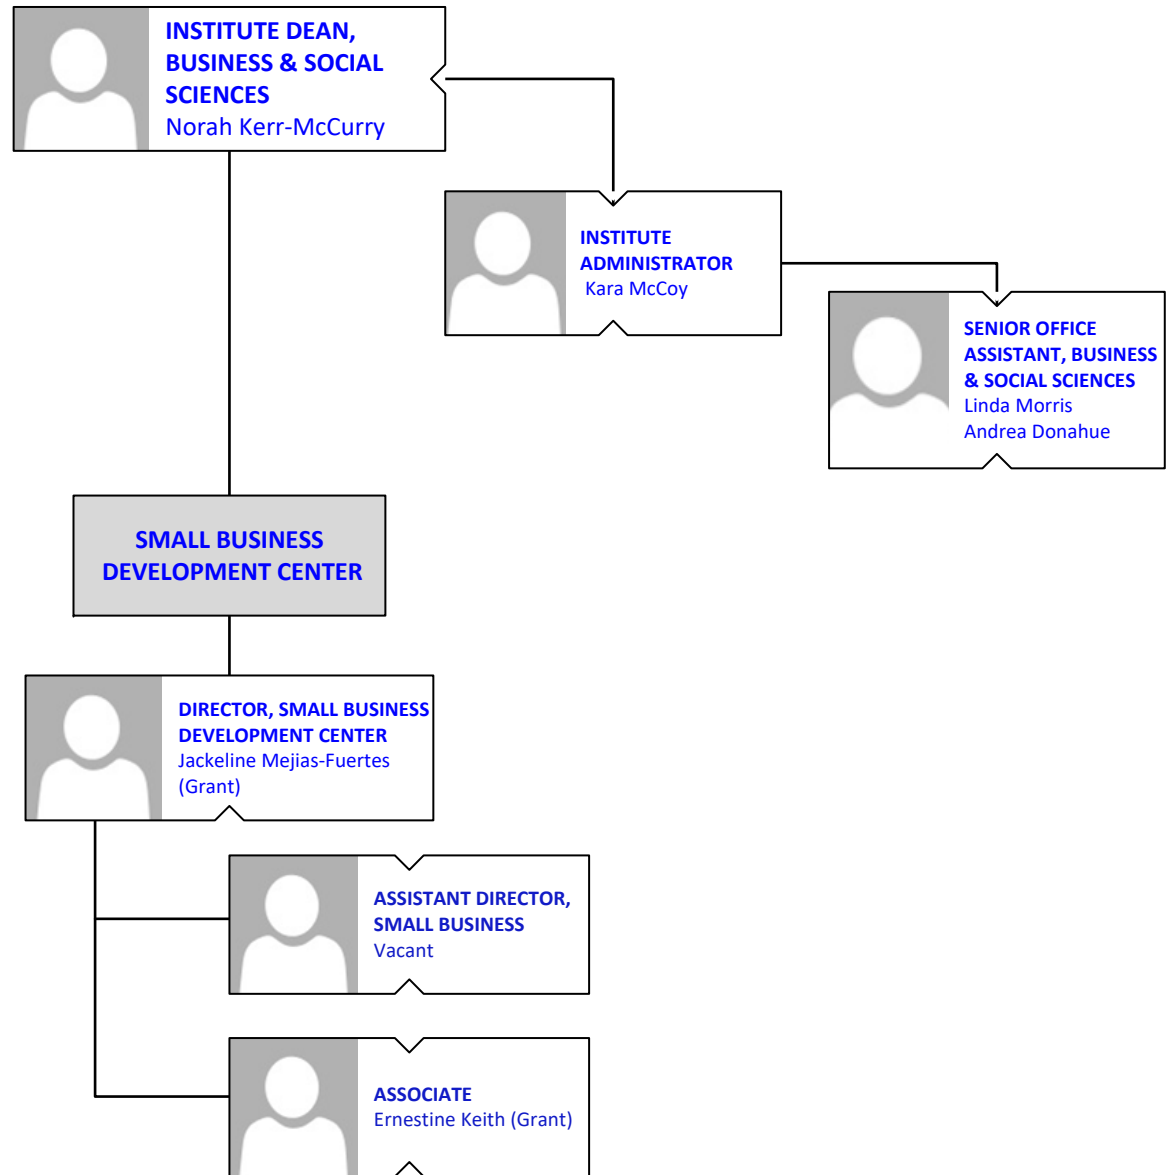 INSTITUTE DEAN,
BUSINESS & SOCIAL
SCIENCES
Norah Kerr-McCurry
INSTITUTE
ADMINISTRATOR
Kara McCoy
SENIOR OFFICE
ASSISTANT, BUSINESS
& SOCIAL SCIENCES
Linda Morris
Andrea Donahue
SMALL BUSINESS
DEVELOPMENT CENTER
DIRECTOR, SMALL BUSINESS
DEVELOPMENT CENTER
Jackeline Mejias-Fuertes
(Grant)
ASSISTANT DIRECTOR,
SMALL BUSINESS
Vacant
ASSOCIATE
Ernestine Keith (Grant)